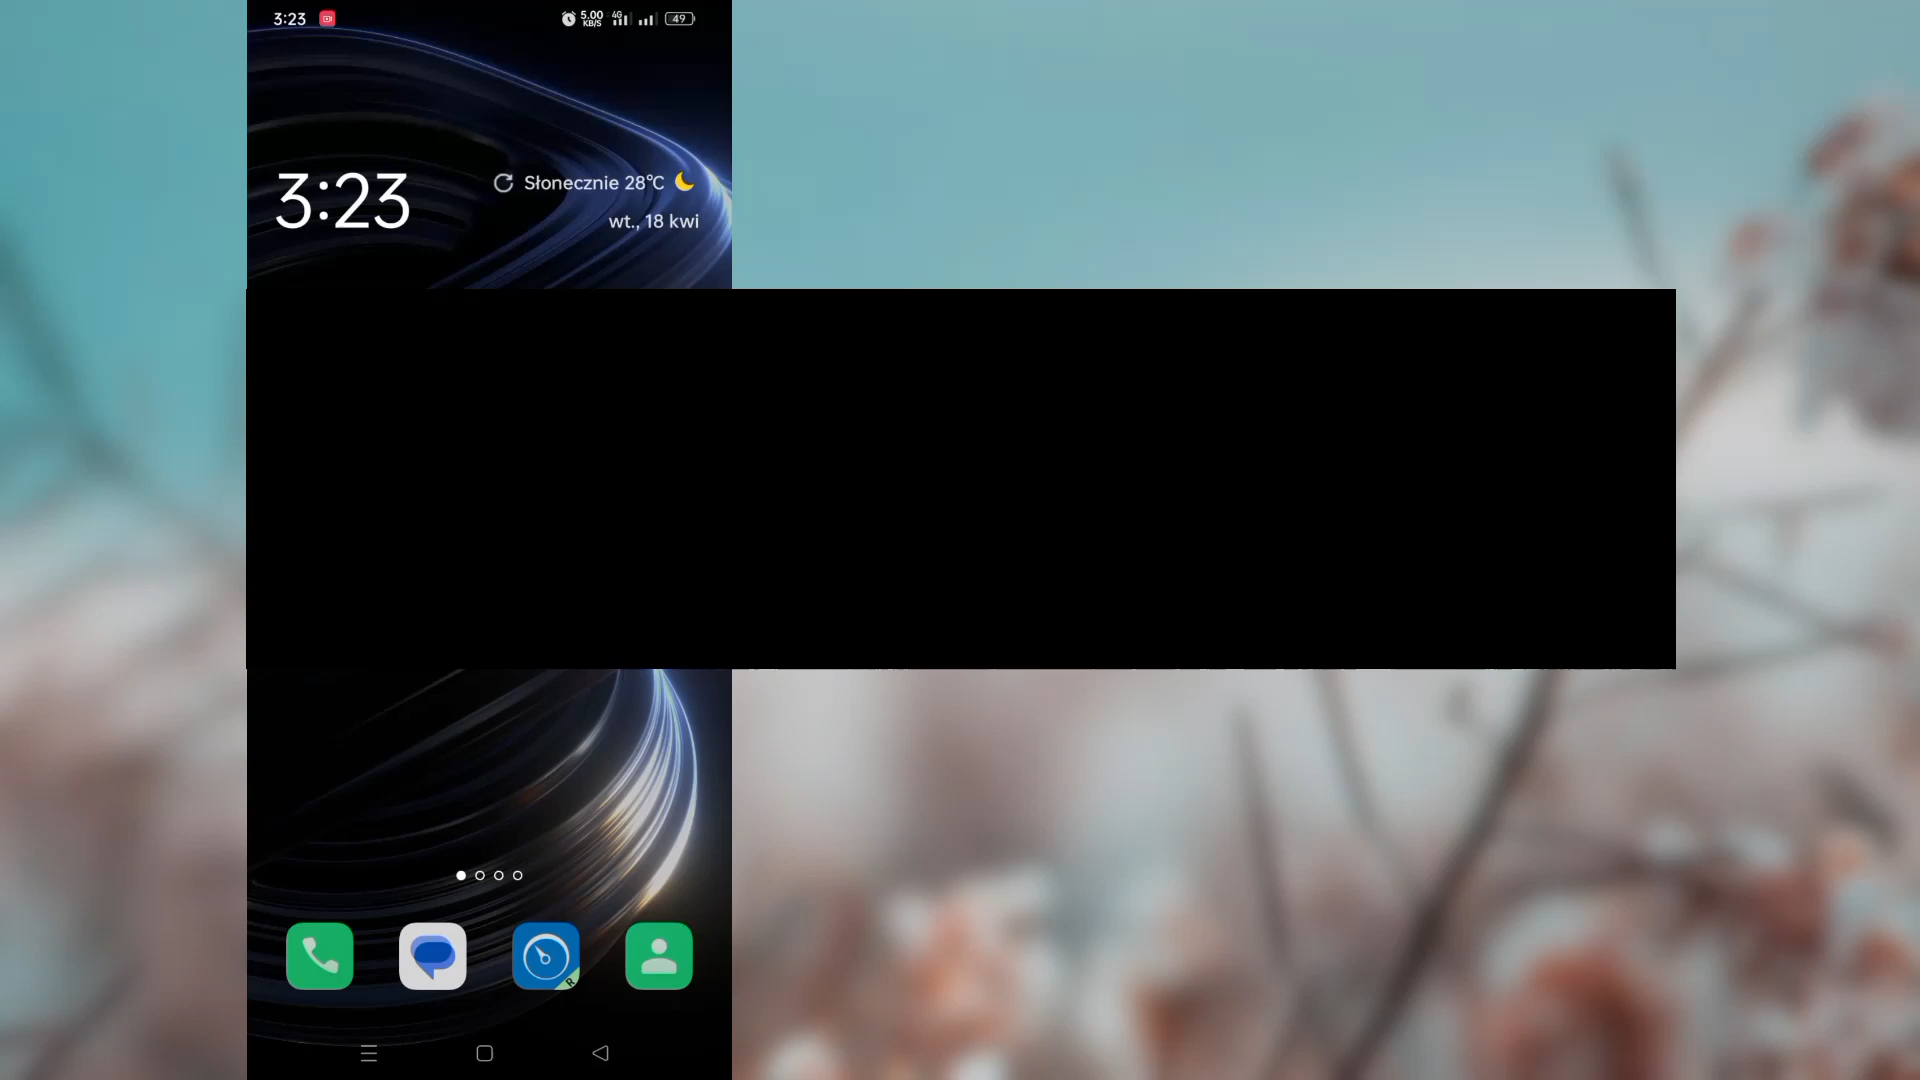 3:23
5.00 KB/S 4G 49
3:23
Słonecznie 28°C
wt., 18 kwi
R